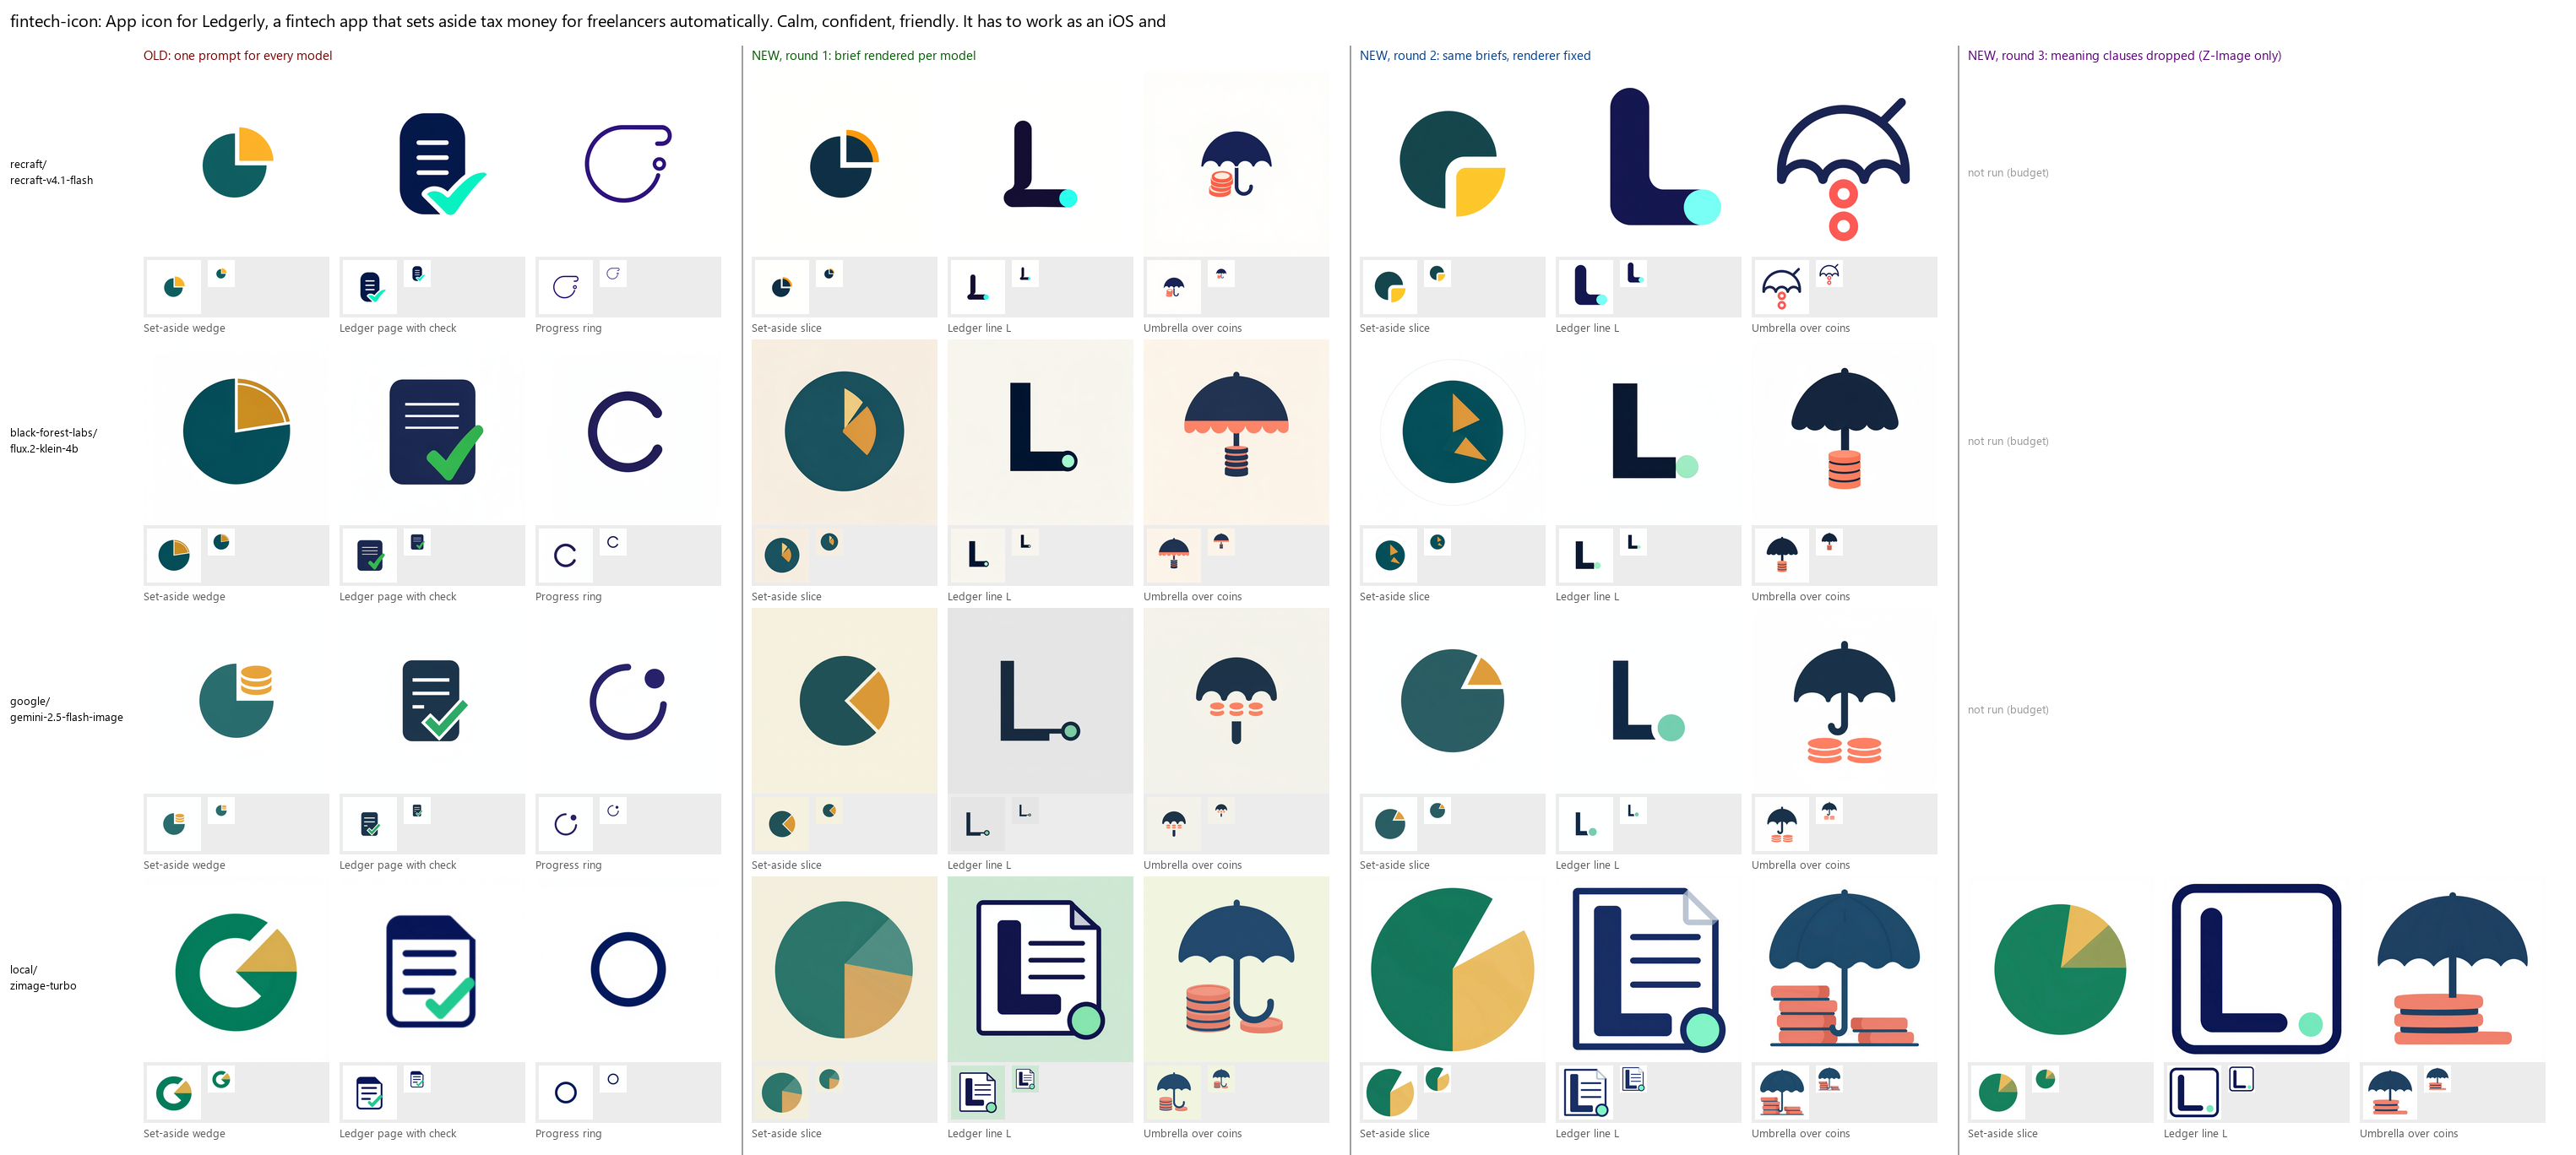 fintech-icon: App icon for Ledgerly, a fintech app that sets aside tax money for freelancers automatically. Calm, confident, friendly. It has to work as an iOS and
OLD: one prompt for every model
NEW, round 1: brief rendered per model
NEW, round 2: same briefs, renderer fixed
NEW, round 3: meaning clauses dropped (Z-Image only)
recraft/
recraft-v4.1-flash
not run (budget)
Set-aside wedge
Ledger page with check
Progress ring
Set-aside slice
Ledger line L
Umbrella over coins
Set-aside slice
Ledger line L
Umbrella over coins
black-forest-labs/
flux.2-klein-4b
not run (budget)
Set-aside wedge
Ledger page with check
Progress ring
Set-aside slice
Ledger line L
Umbrella over coins
Set-aside slice
Ledger line L
Umbrella over coins
google/
gemini-2.5-flash-image
not run (budget)
Set-aside wedge
Ledger page with check
Progress ring
Set-aside slice
Ledger line L
Umbrella over coins
Set-aside slice
Ledger line L
Umbrella over coins
local/
zimage-turbo
Set-aside wedge
Ledger page with check
Progress ring
Set-aside slice
Ledger line L
Umbrella over coins
Set-aside slice
Ledger line L
Umbrella over coins
Set-aside slice
Ledger line L
Umbrella over coins